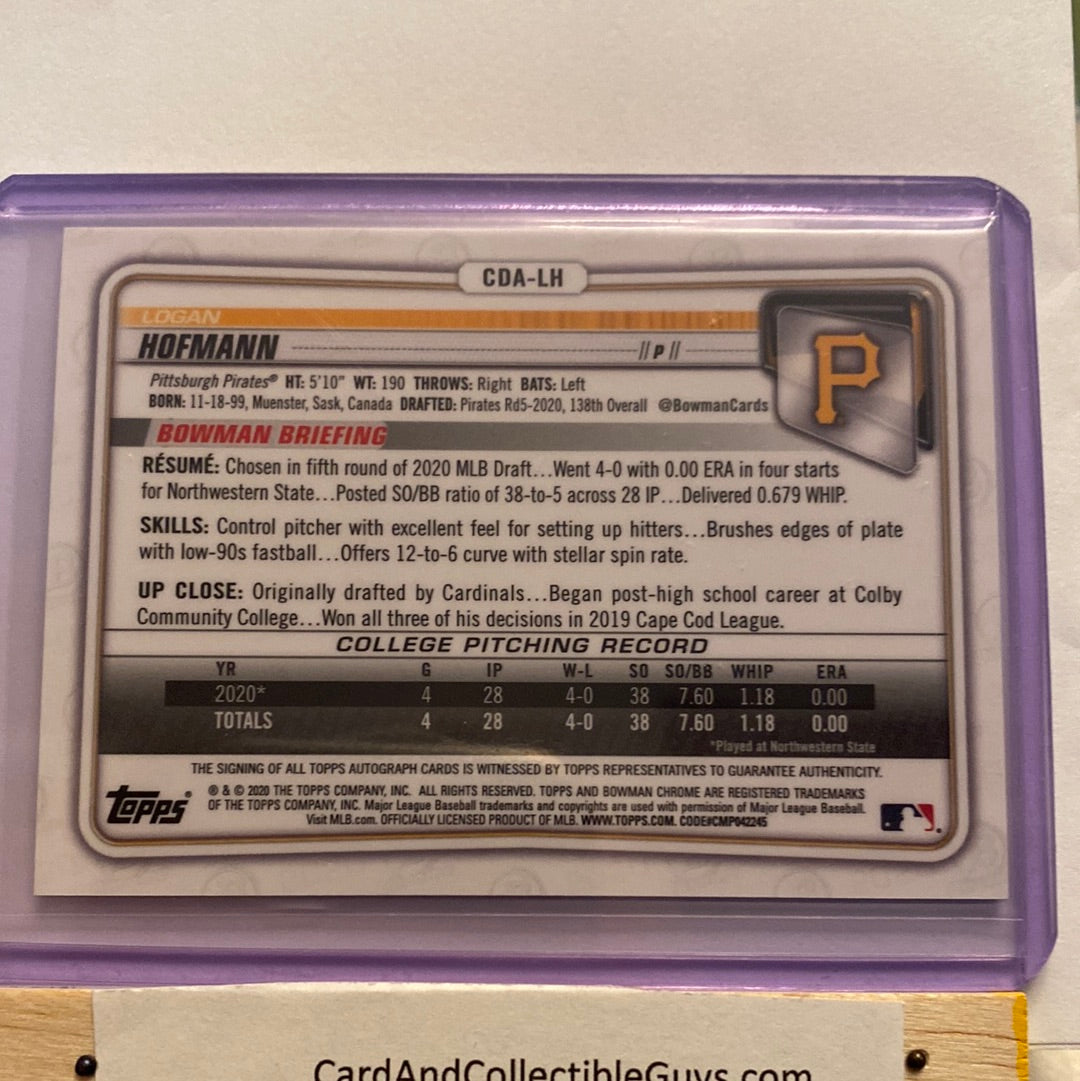 CDA-LH
LOGAN
HOFMANN // P //
P
Pittsburgh Pirates® HT: 5'10" WT: 190 THROWS: Right BATS: Left
BORN: 11-18-99, Muenster, Sask, Canada DRAFTED: Pirates Rd5-2020, 138th Overall @BowmanCards
BOWMAN BRIEFING
RÉSUMÉ: Chosen in fifth round of 2020 MLB Draft...Went 4-0 with 0.00 ERA in four starts
for Northwestern State...Posted SO/BB ratio of 38-to-5 across 28 IP...Delivered 0.679 WHIP.
SKILLS: Control pitcher with excellent feel for setting up hitters...Brushes edges of plate
with low-90s fastball...Offers 12-to-6 curve with stellar spin rate.
UP CLOSE: Originally drafted by Cardinals...Began post-high school career at Colby
Community College...Won all three of his decisions in 2019 Cape Cod League.
COLLEGE PITCHING RECORD
YR G IP W-L SO SO/BB WHIP ERA
2020* 4 28 4-0 38 7.60 1.18 0.00
TOTALS 4 28 4-0 38 7.60 1.18 0.00
*Played at Northwestern State
THE SIGNING OF ALL TOPPS AUTOGRAPH CARDS IS WITNESSED BY TOPPS REPRESENTATIVES TO GUARANTEE AUTHENTICITY.
Topps®
® & © 2020 THE TOPPS COMPANY, INC. ALL RIGHTS RESERVED. TOPPS AND BOWMAN CHROME ARE REGISTERED TRADEMARKS
OF THE TOPPS COMPANY, INC. Major League Baseball trademarks and copyrights are used with permission of Major League Baseball.
Visit MLB.com. OFFICIALLY LICENSED PRODUCT OF MLB. WWW.TOPPS.COM. CODE#CMP042245
CardAndCollectibleGuys.com